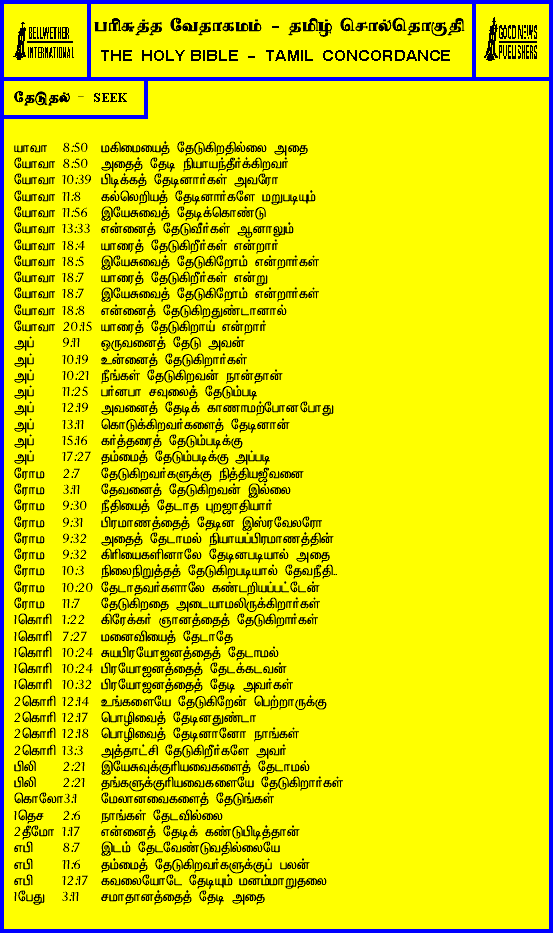 BELLWETHER
INTERNATIONAL
பரிசுத்த வேதாகமம் – தமிழ் சொல்தொகுதி
THE HOLY BIBLE – TAMIL CONCORDANCE
GOOD NEWS
PUBLISHERS
தேடுதல் – SEEK
யாவா 8:50 மகிமையைத் தேடுகிறதில்லை அதை
யோவா 8:50 அதைத் தேடி நியாயந்தீர்க்கிறவர்
யோவா 10:39 பிடிக்கத் தேடினார்கள் அவரோ
யோவா 11:8 கல்லெறியத் தேடினார்களே மறுபடியும்
யோவா 11:56 இயேசுவைத் தேடிக்கொண்டு
யோவா 13:33 என்னைத் தேடுவீர்கள் ஆனாலும்
யோவா 18:4 யாரைத் தேடுகிறீர்கள் என்றார்
யோவா 18:5 இயேசுவைத் தேடுகிறோம் என்றார்கள்
யோவா 18:7 யாரைத் தேடுகிறீர்கள் என்று
யோவா 18:7 இயேசுவைத் தேடுகிறோம் என்றார்கள்
யோவா 18:8 என்னைத் தேடுகிறதுண்டானால்
யோவா 20:15 யாரைத் தேடுகிறாய் என்றார்
அப் 9:11 ஒருவனைத் தேடு அவன்
அப் 10:19 உன்னைத் தேடுகிறார்கள்
அப் 10:21 நீங்கள் தேடுகிறவன் நான்தான்
அப் 11:25 பர்னபா சவுலைத் தேடும்படி
அப் 12:19 அவனைத் தேடிக் காணாமற்போனபோது
அப் 13:11 கொடுக்கிறவர்களைத் தேடினான்
அப் 15:16 கர்த்தரைத் தேடும்படிக்கு
அப் 17:27 தம்மைத் தேடும்படிக்கு அப்படி
ரோம 2:7 தேடுகிறவர்களுக்கு நித்தியஜீவனை
ரோம 3:11 தேவனைத் தேடுகிறவன் இல்லை
ரோம 9:30 நீதியைத் தேடாத புறஜாதியார்
ரோம 9:31 பிரமாணத்தைத் தேடின இஸ்ரவேலரோ
ரோம 9:32 அதைத் தேடாமல் நியாயப்பிரமாணத்தின்
ரோம 9:32 கிரியைகளினாலே தேடினபடியால் அதை
ரோம 10:3 நிலைநிறுத்தத் தேடுகிறபடியால் தேவநீதி..
ரோம 10:20 தேடாதவர்களாலே கண்டறியப்பட்டேன்
ரோம 11:7 தேடுகிறதை அடையாமலிருக்கிறார்கள்
1கொரி 1:22 கிரேக்கர் ஞானத்தைத் தேடுகிறார்கள்
1கொரி 7:27 மனைவியைத் தேடாதே
1கொரி 10:24 சுயபிரயோஜனத்தைத் தேடாமல்
1கொரி 10:24 பிரயோஜனத்தைத் தேடக்கடவன்
1கொரி 10:32 பிரயோஜனத்தைத் தேடி அவர்கள்
2கொரி 12:14 உங்களையே தேடுகிறேன் பெற்றாருக்கு
2கொரி 12:17 பொழிவைத் தேடினதுண்டா
2கொரி 12:18 பொழிவைத் தேடினானோ நாங்கள்
2கொரி 13:3 அத்தாட்சி தேடுகிறீர்களே அவர்
பிலி 2:21 இயேசுவுக்குரியவைகளைத் தேடாமல்
பிலி 2:21 தங்களுக்குரியவைகளையே தேடுகிறார்கள்
கொலோ3:1 மேலானவைகளைத் தேடுங்கள்
1தெச 2:6 நாங்கள் தேடவில்லை
2தீமோ 1:17 என்னைத் தேடிக் கண்டுபிடித்தான்
எபி 8:7 இடம் தேடவேண்டுவதில்லையே
எபி 11:6 தம்மைத் தேடுகிறவர்களுக்குப் பலன்
எபி 12:17 கவலையோடே தேடியும் மனம்மாறுதலை
1பேது 3:11 சமாதானத்தைத் தேடி அதை